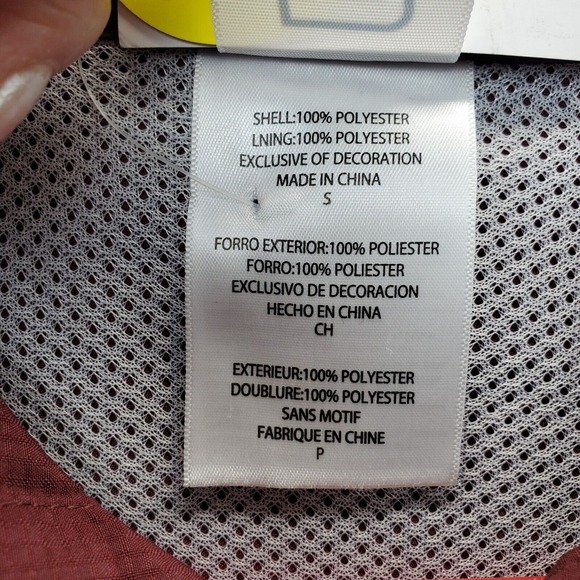 SHELL:100% POLYESTER
LNING:100% POLYESTER
EXCLUSIVE OF DECORATION
MADE IN CHINA
S
FORRO EXTERIOR:100% POLIESTER
FORRO:100% POLIESTER
EXCLUSIVO DE DECORACION
HECHO EN CHINA
CH
EXTERIEUR:100% POLYESTER
DOUBLURE:100% POLYESTER
SANS MOTIF
FABRIQUE EN CHINE
P